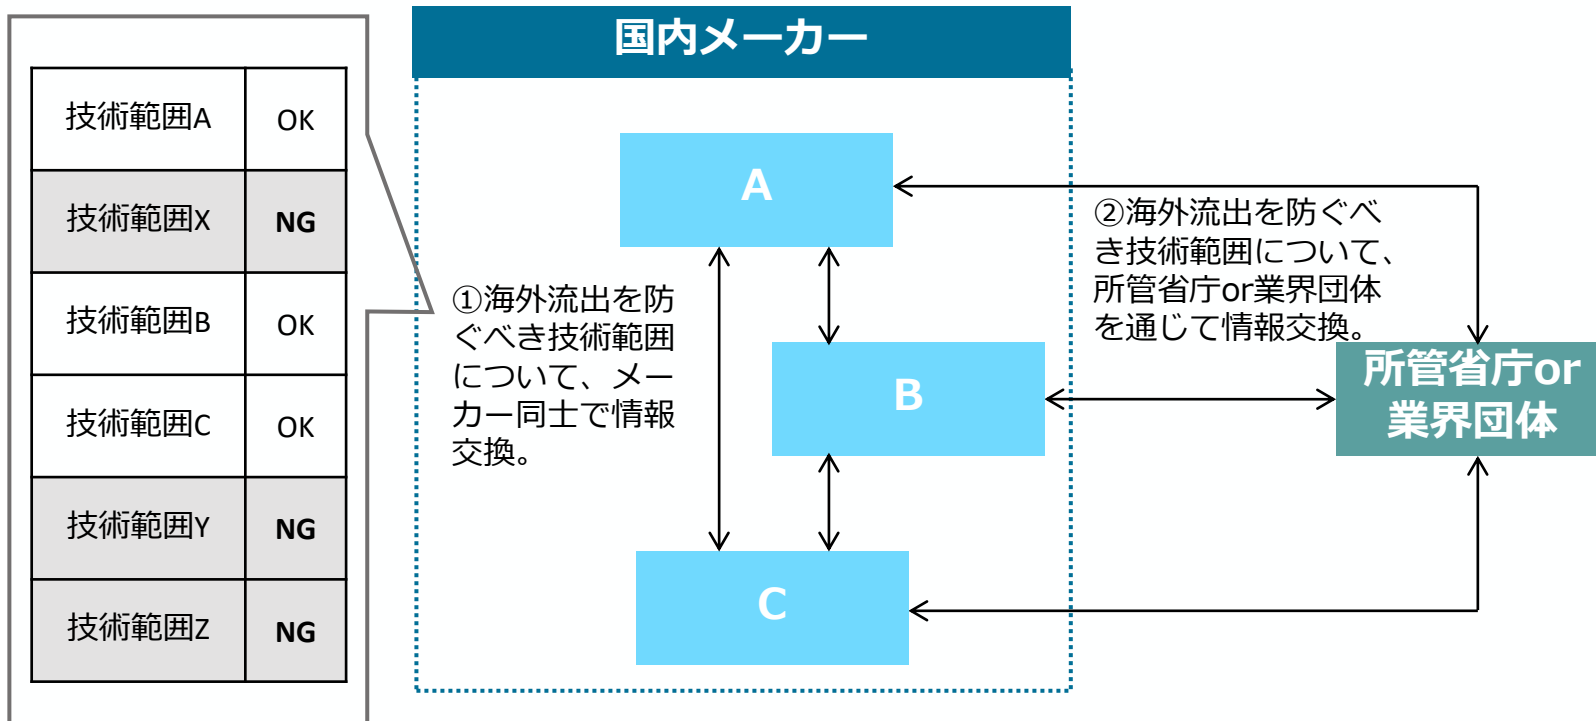 国内メーカー
技術範囲A OK
技術範囲X NG
技術範囲B OK
技術範囲C OK
技術範囲Y NG
技術範囲Z NG
①海外流出を防
ぐべき技術範囲
について、メー
カー同士で情報
交換。
A
B
C
②海外流出を防ぐべ
き技術範囲について、
所管省庁or業界団体
を通じて情報交換。
所管省庁or
業界団体